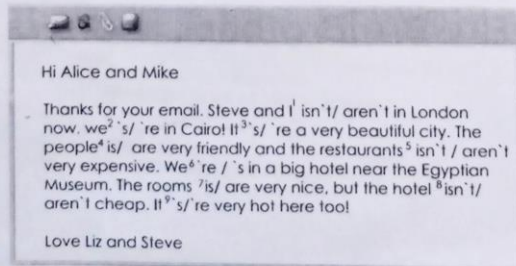 Hi Alice and Mike
Thanks for your email. Steve and I¹ isn`t/ aren`t in London
now. we² `s/ `re in Cairo! It³ `s/ `re a very beautiful city. The
people⁴ is/ are very friendly and the restaurants⁵ isn`t / aren`t
very expensive. We⁶ `re / `s in a big hotel near the Egyptian
Museum. The rooms ⁷is/ are very nice, but the hotel ⁸isn`t/
aren`t cheap. It⁹ `s/`re very hot here too!
Love Liz and Steve